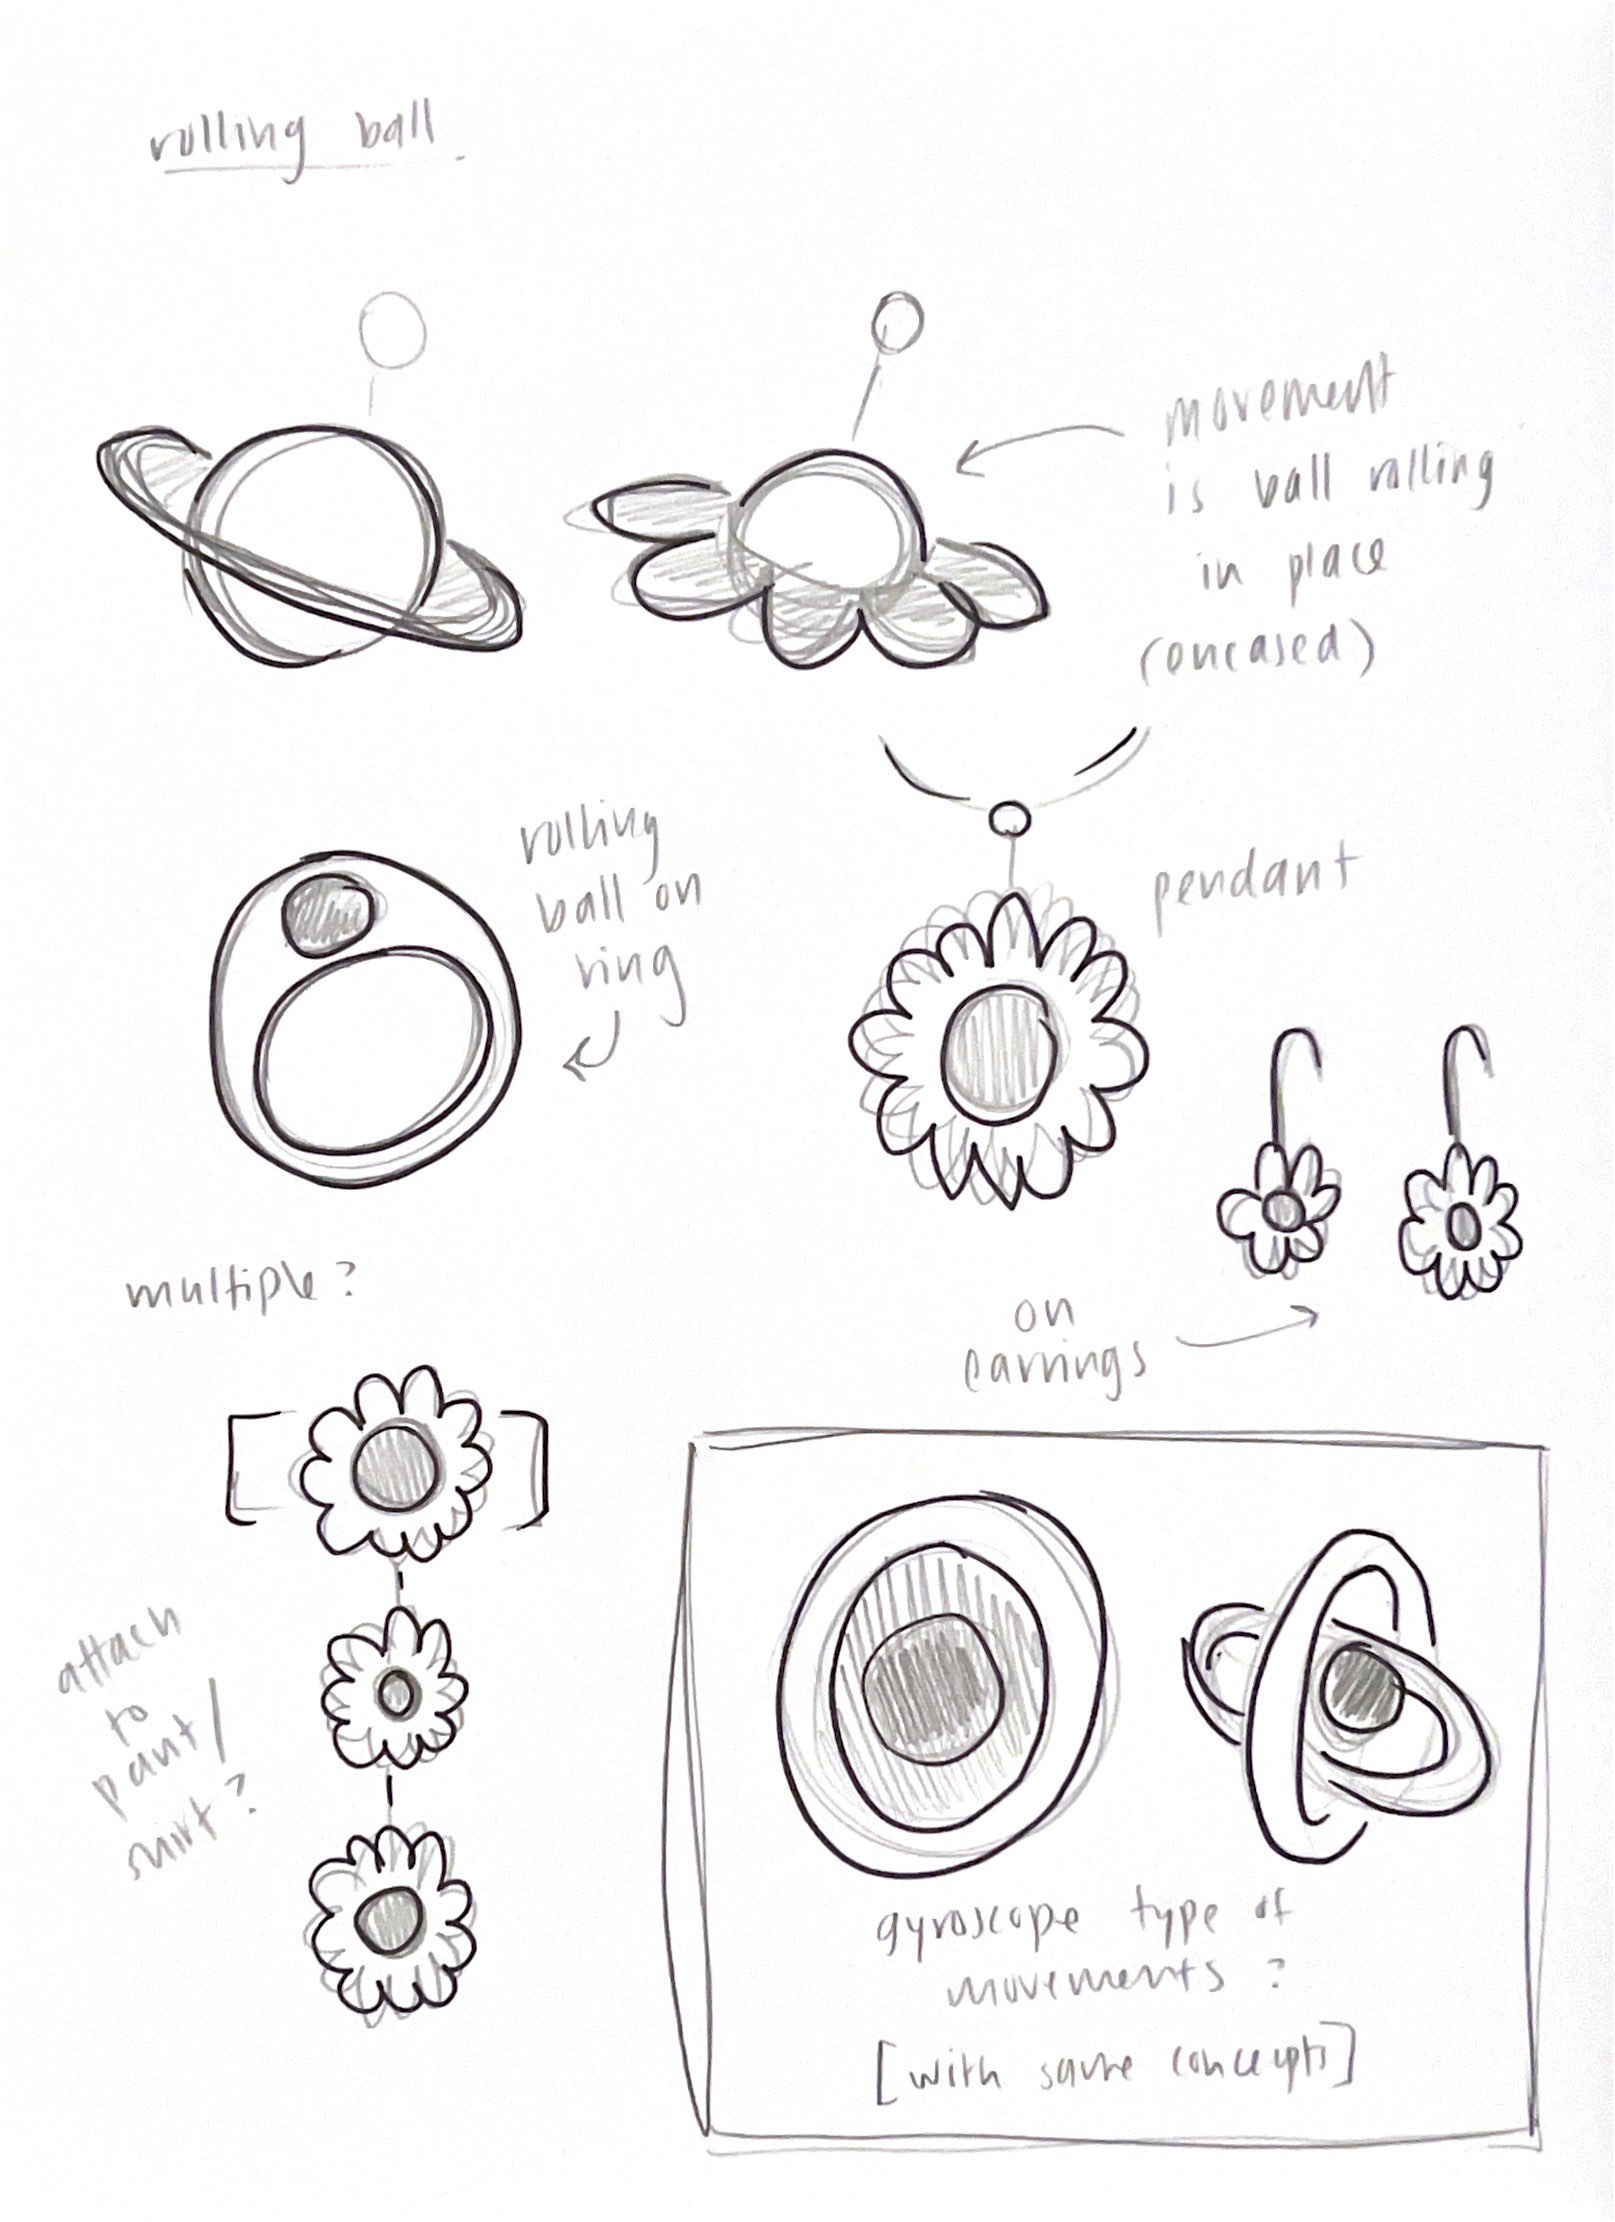 rolling ball.
movement
is ball rolling
in place
(encased)
rolling
ball on
ring
pendant
on
earrings
multiple?
attach
to
pant/
shirt?
gyroscope type of
movements?
[with same concepts]